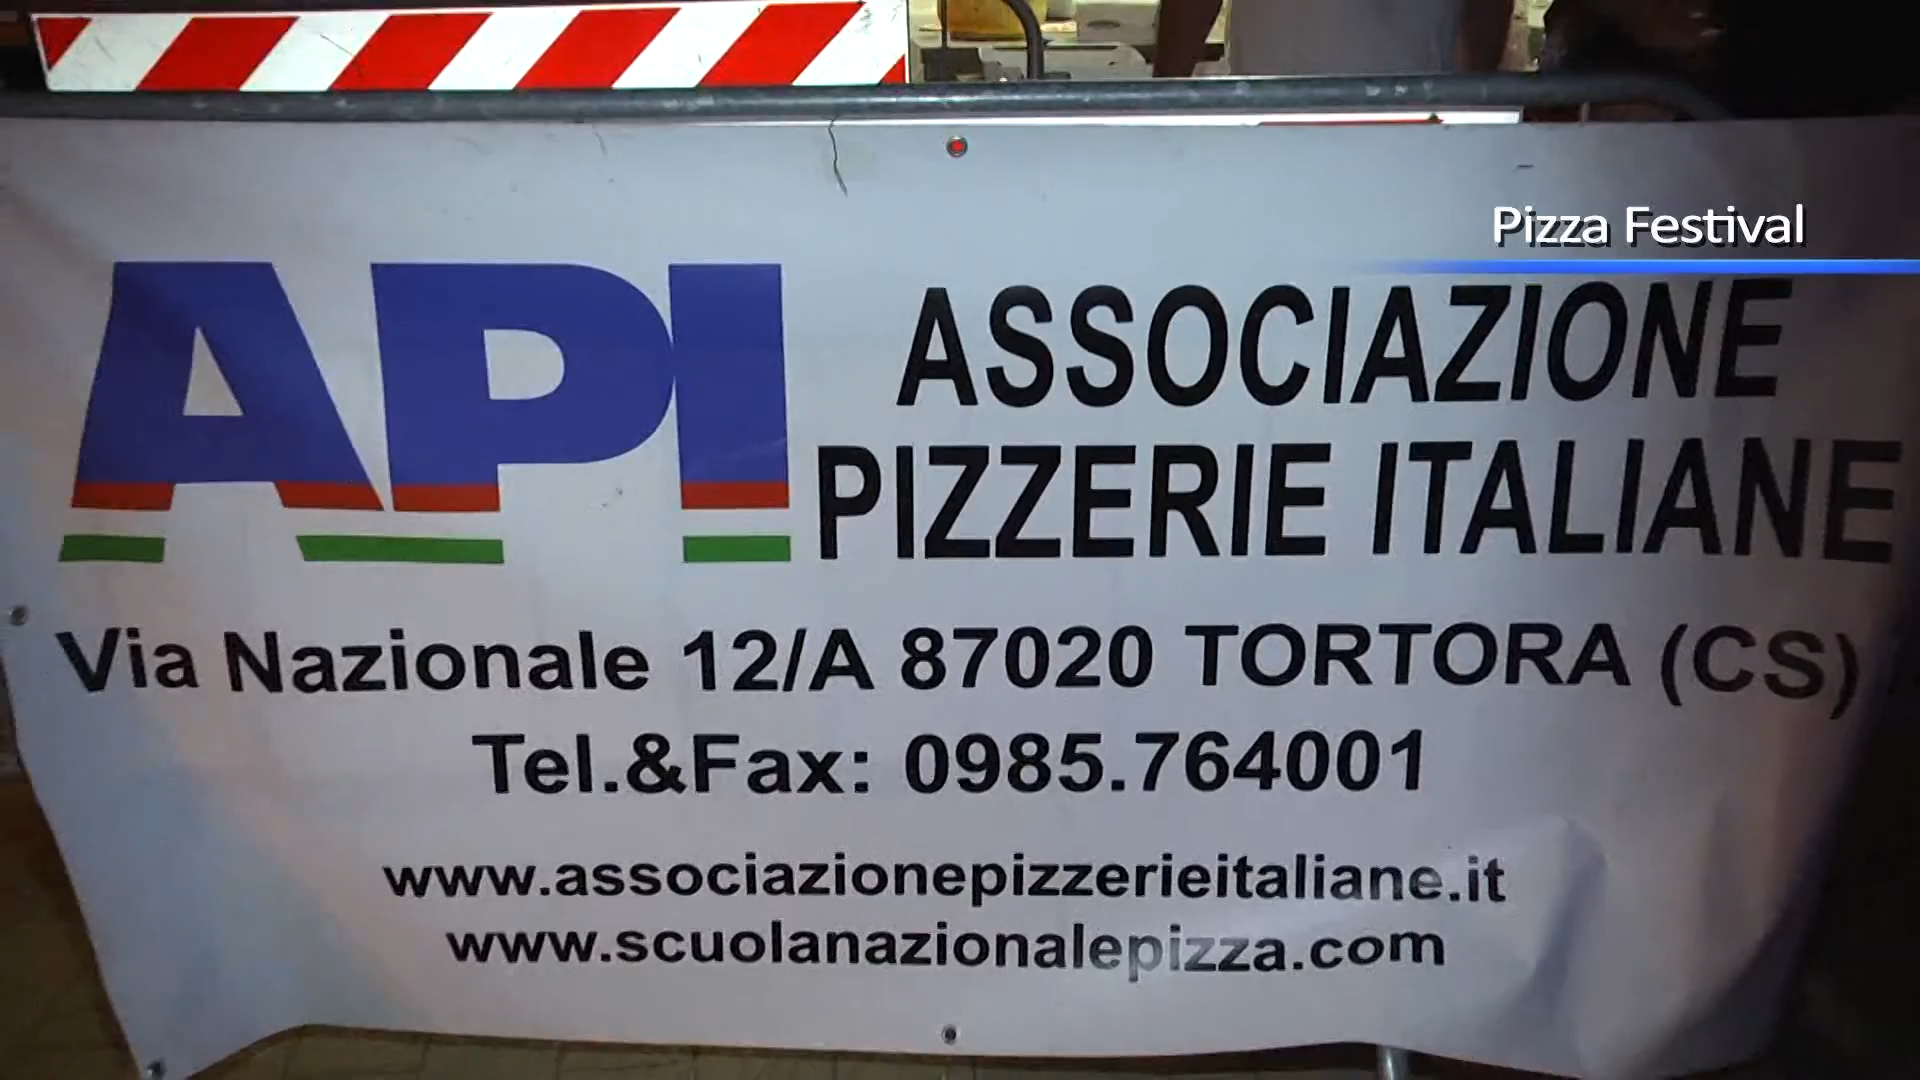 Pizza Festival
API
ASSOCIAZIONE
PIZZERIE ITALIANE
Via Nazionale 12/A 87020 TORTORA (CS)
Tel.&Fax: 0985.764001
www.associazionepizzerieitaliane.it
www.scuolanazionalepizza.com